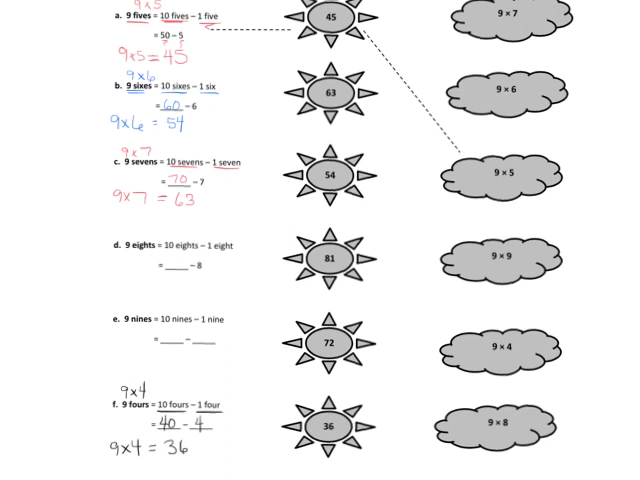 9x5
a. 9 fives = 10 fives – 1 five
= 50 – 5
9x5 = 45
9x6
b. 9 sixes = 10 sixes – 1 six
= 60 – 6
9x6 = 54
9x7
c. 9 sevens = 10 sevens – 1 seven
= 70 – 7
9x7 = 63
d. 9 eights = 10 eights – 1 eight
= ____ – 8
e. 9 nines = 10 nines – 1 nine
= ____ – ____
9x4
f. 9 fours = 10 fours – 1 four
= 40 – 4
9x4 = 36
45
63
54
81
72
36
9 × 7
9 × 6
9 × 5
9 × 9
9 × 4
9 × 8